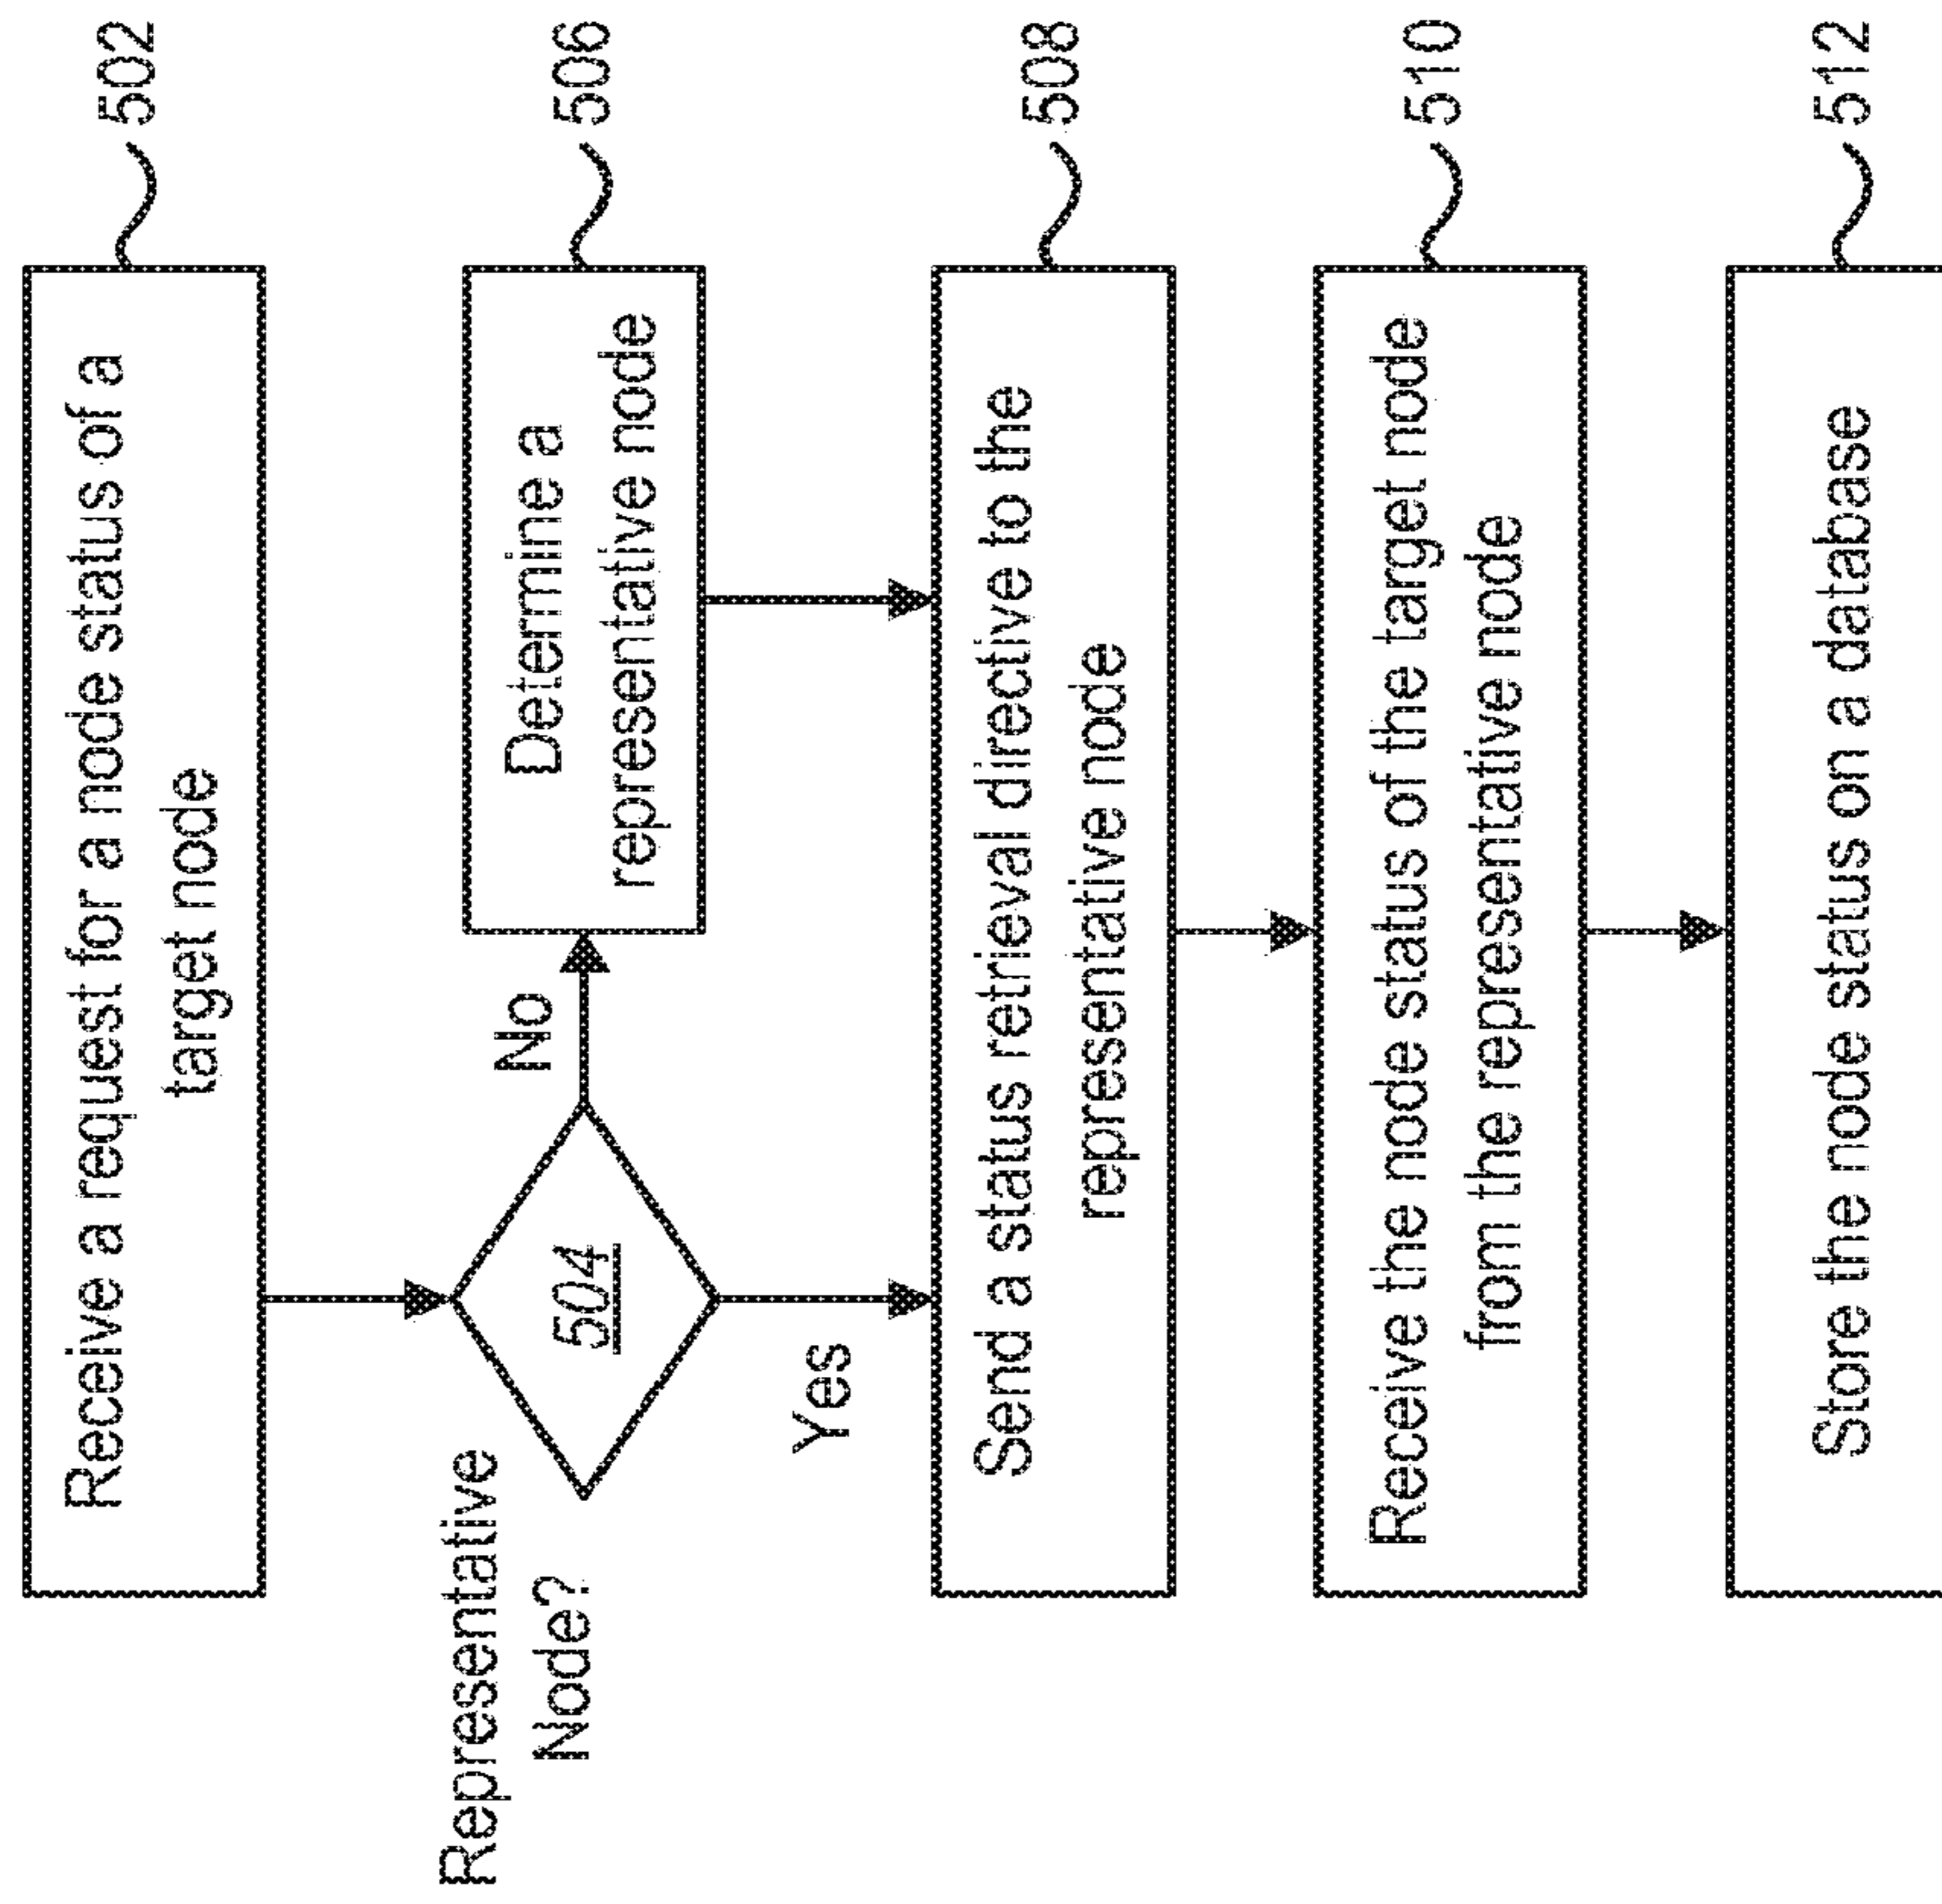 Receive a request for a node status of a
target node
502
Representative
Node?
504
No
Yes
Determine a
representative node
506
Send a status retrieval directive to the
representative node
508
Receive the node status of the target node
from the representative node
510
Store the node status on a database
512